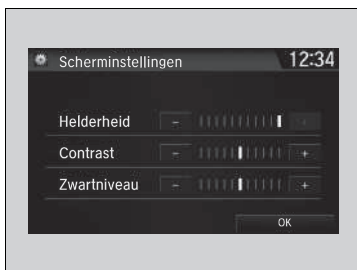 Scherminstellingen 12:34
Helderheid -
Contrast - +
Zwartniveau - +
OK